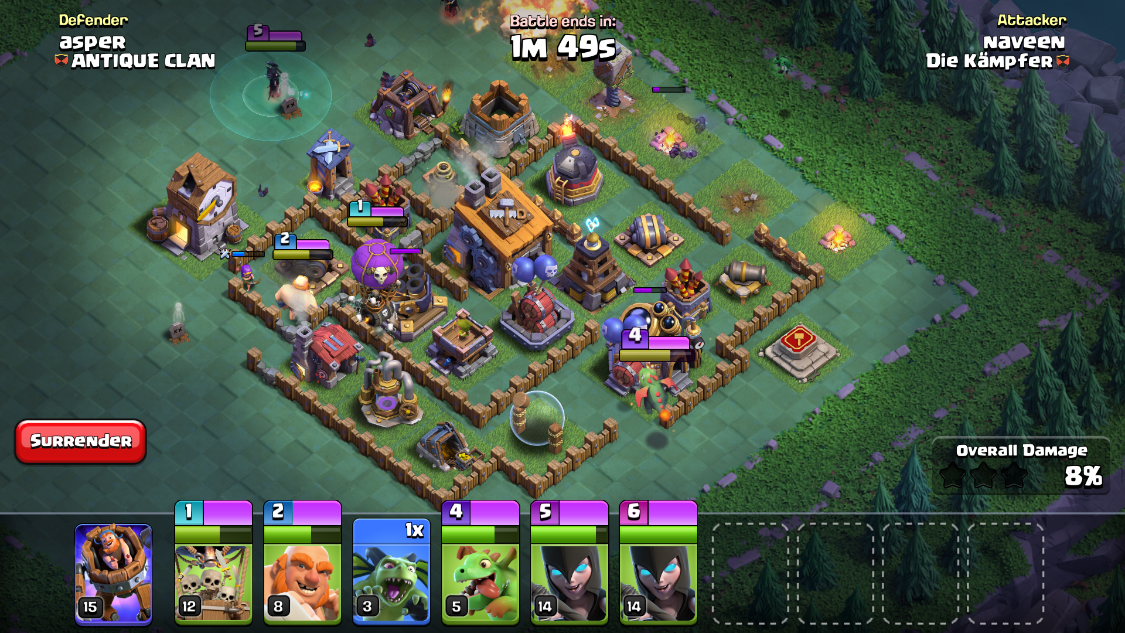 Defender
asper
ANTIQUE CLAN
Battle ends in:
1M 49s
Attacker
naveen
Die Kämpfer
5
1
2
4
Surrender
Overall Damage
8%
1
2
1x
4
5
6
15
12
8
3
5
14
14